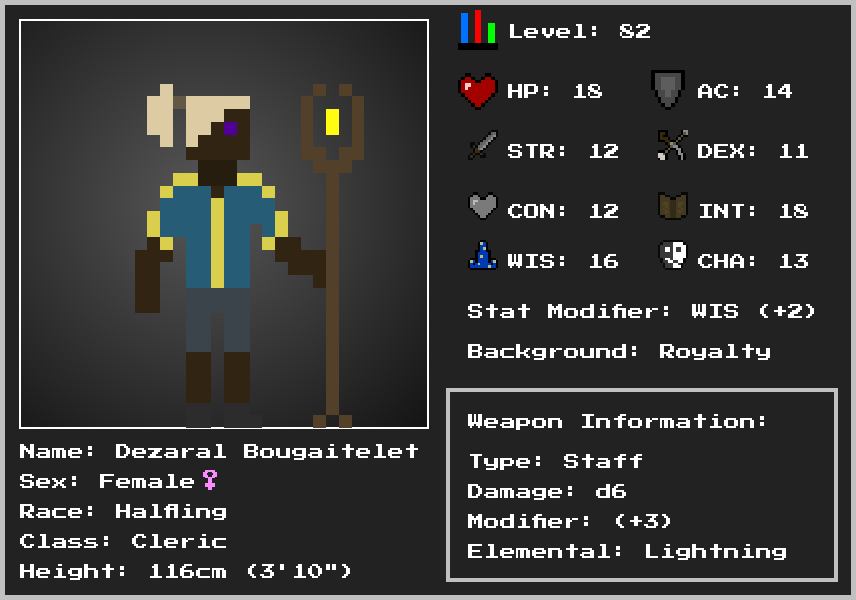 Level: 82
HP: 18 AC: 14
STR: 12 DEX: 11
CON: 12 INT: 18
WIS: 16 CHA: 13
Stat Modifier: WIS (+2)
Background: Royalty
Weapon Information:
Type: Staff
Damage: d6
Modifier: (+3)
Elemental: Lightning
Name: Dezaral Bougaitelet
Sex: Female♀
Race: Halfling
Class: Cleric
Height: 116cm (3'10")